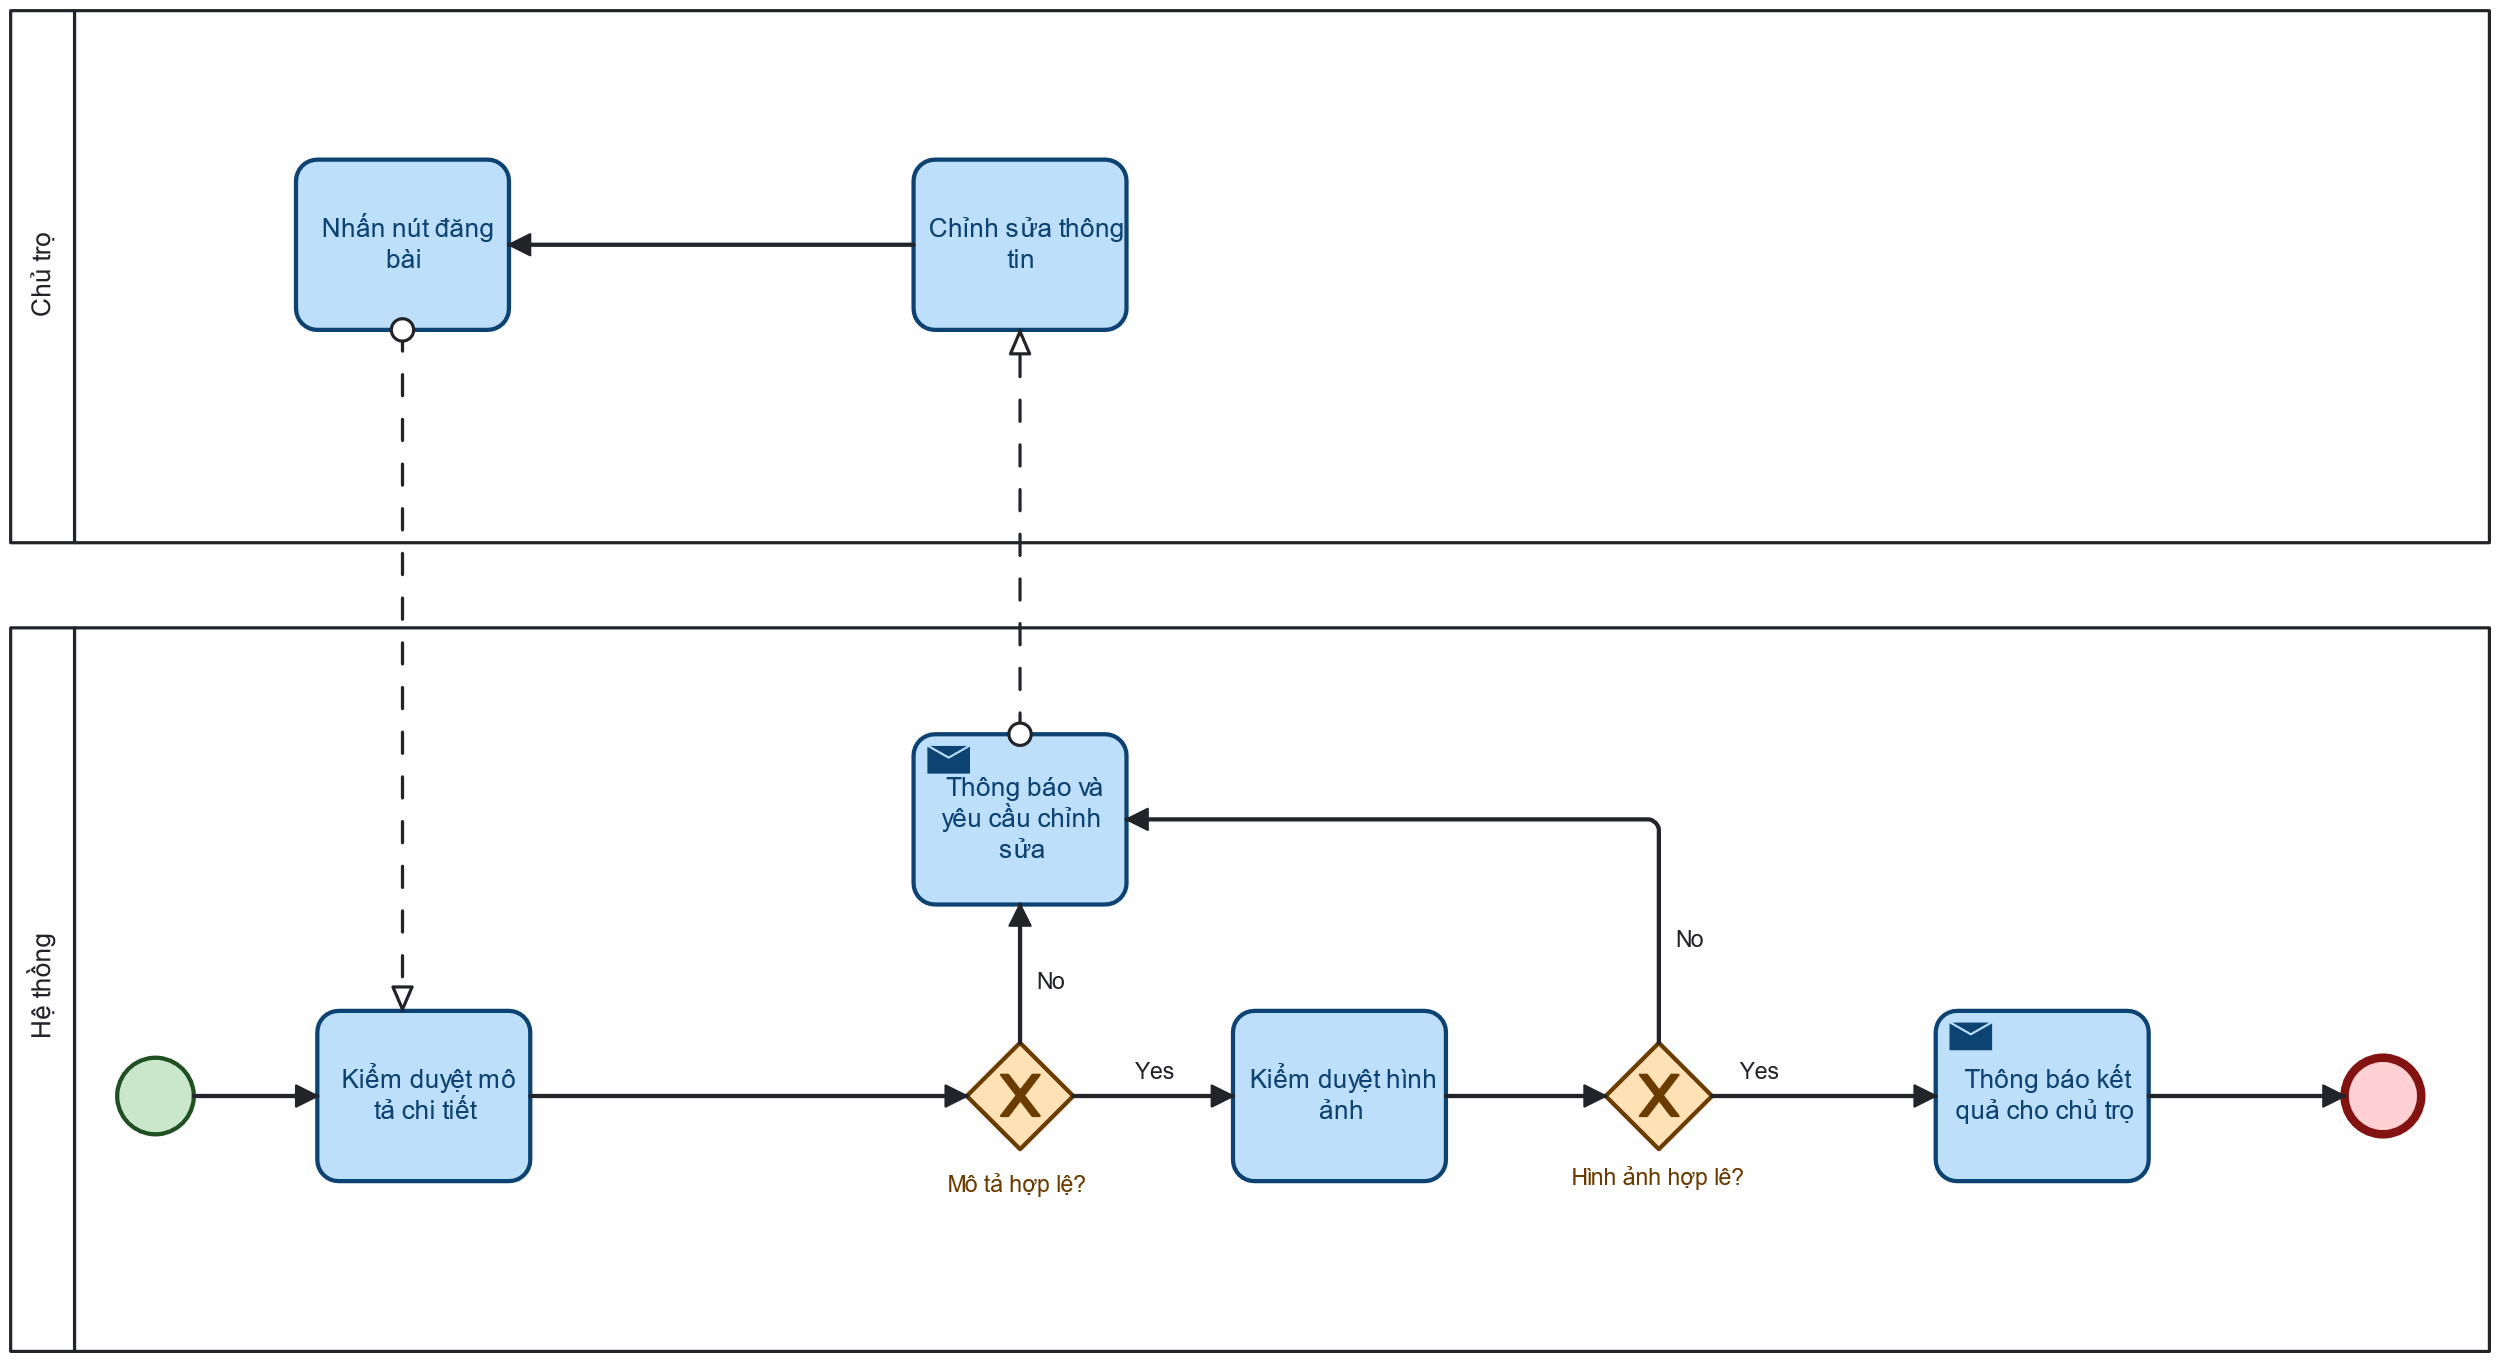 Chủ trọ
Nhấn nút đăng
bài
Chỉnh sửa thông
tin
Hệ thồng
Thông báo và
yêu cầu chỉnh
sửa
No
No
Kiểm duyệt mô
tả chi tiết
Yes
Kiểm duyệt hình
ảnh
Yes
Thông báo kết
quả cho chủ trọ
Mô tả hợp lệ?
Hình ảnh hợp lê?